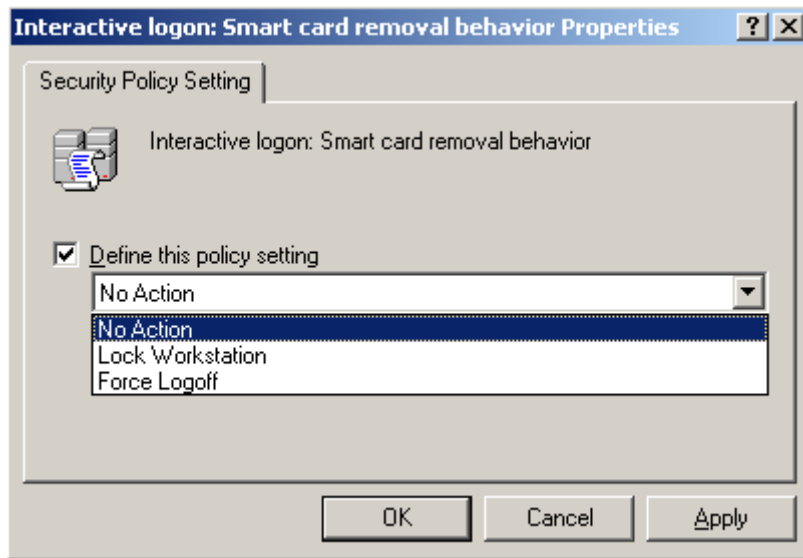 Interactive logon: Smart card removal behavior Properties
Security Policy Setting
Interactive logon: Smart card removal behavior
Define this policy setting
No Action
No Action
Lock Workstation
Force Logoff
OK Cancel Apply